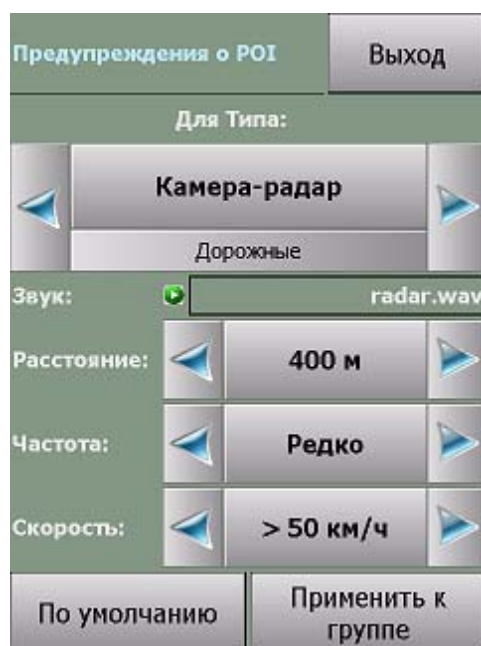 Предупреждения о POI
Выход
Для Типа:
Камера-радар
Дорожные
Звук:
radar.wav
Расстояние:
400 м
Частота:
Редко
Скорость:
> 50 км/ч
По умолчанию
Применить к
группе